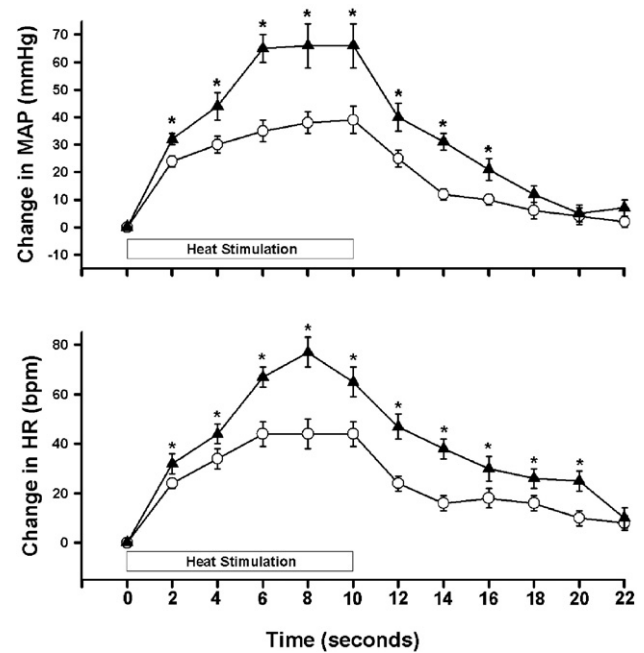 Change in MAP (mmHg)
70
60
50
40
30
20
10
0
-10
* * * * * * * *
Heat Stimulation
Change in HR (bpm)
80
60
40
20
0
* * * * * * * * * *
Heat Stimulation
0 2 4 6 8 10 12 14 16 18 20 22
Time (seconds)